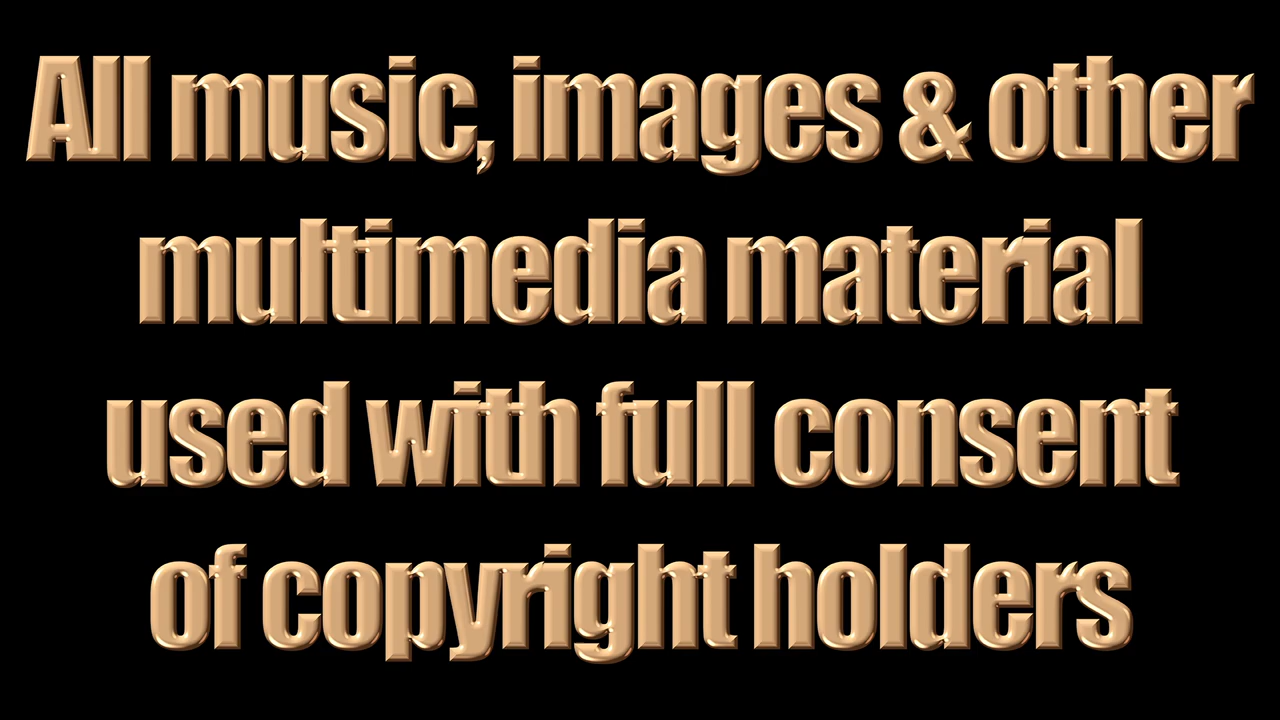 All music, images & other
multimedia material
used with full consent
of copyright holders